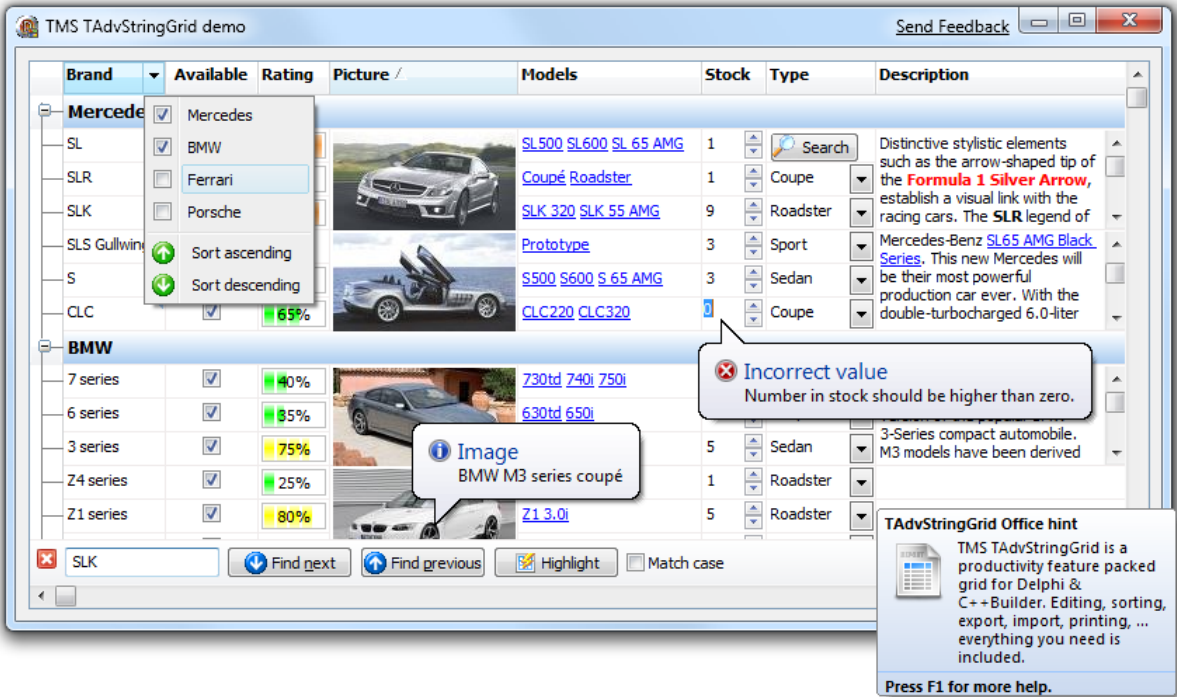 TMS TAdvStringGrid demo
Send Feedback
Brand Available Rating Picture Models Stock Type Description
Mercede
Mercedes
BMW
Ferrari
Porsche
Sort ascending
Sort descending
SL SL500 SL600 SL 65 AMG 1 Search
SLR Coupé Roadster 1 Coupe
SLK SLK 320 SLK 55 AMG 9 Roadster
Distinctive stylistic elements
such as the arrow-shaped tip of
the Formula 1 Silver Arrow,
establish a visual link with the
racing cars. The SLR legend of
SLS Gullwing Prototype 3 Sport
S S500 S600 S 65 AMG 3 Sedan
CLC 65% CLC220 CLC320 0 Coupe
Mercedes-Benz SL65 AMG Black
Series. This new Mercedes will
be their most powerful
production car ever. With the
double-turbocharged 6.0-liter
Incorrect value
Number in stock should be higher than zero.
BMW
7 series 40% 730td 740i 750i
6 series 35% 630td 650i
3 series 75% 5 Sedan
3-Series compact automobile.
M3 models have been derived
Image
BMW M3 series coupé
Z4 series 25% 1 Roadster
Z1 series 80% Z1 3.0i 5 Roadster
SLK Find next Find previous Highlight Match case
TAdvStringGrid Office hint
TMS TAdvStringGrid is a
productivity feature packed
grid for Delphi &
C++Builder. Editing, sorting,
export, import, printing, ...
everything you need is
included.
Press F1 for more help.